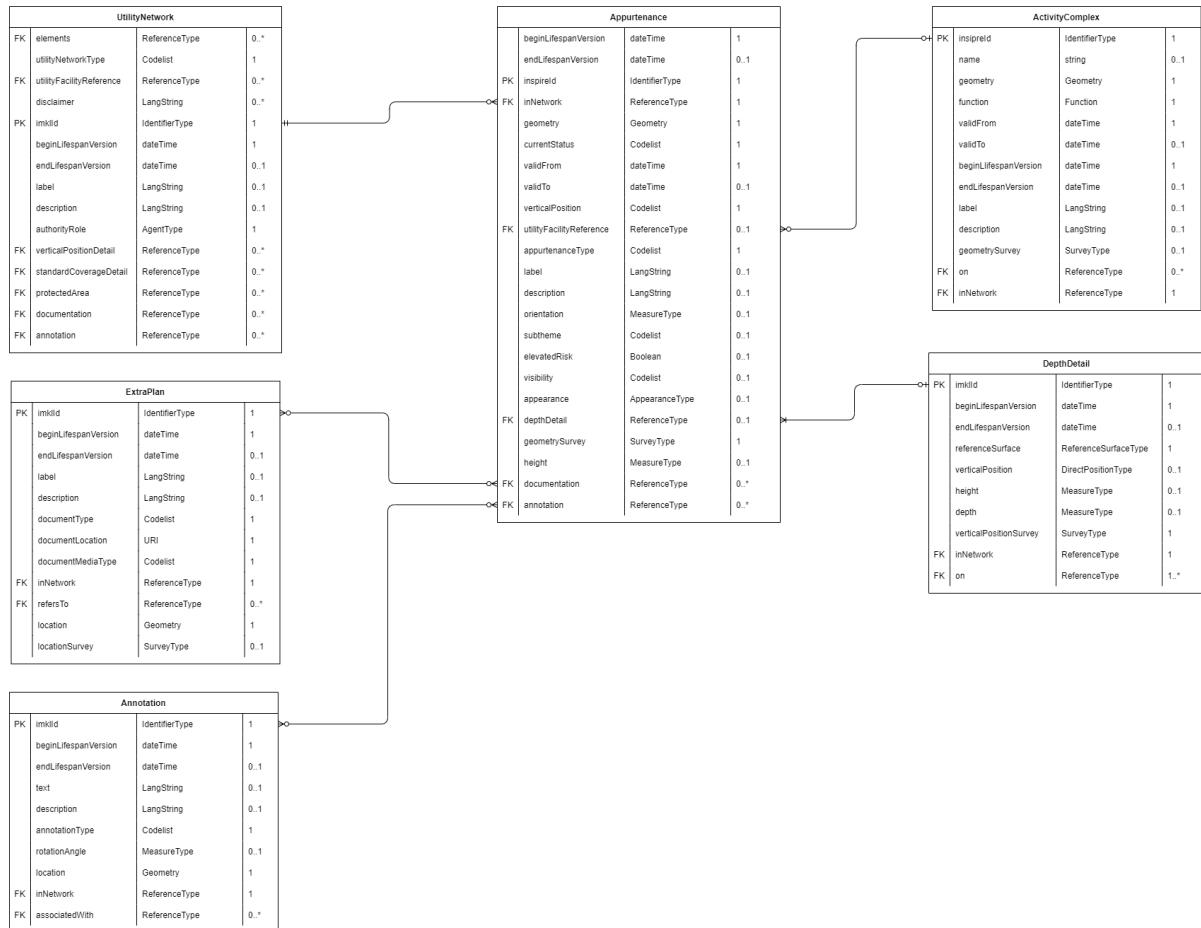 UtilityNetwork
FK elements ReferenceType 0..*
utilityNetworkType Codelist 1
FK utilityFacilityReference ReferenceType 0..*
disclaimer LangString 0..*
PK imklId IdentifierType 1
beginLifespanVersion dateTime 1
endLifespanVersion dateTime 0..1
label LangString 0..1
description LangString 0..1
authorityRole AgentType 1
FK verticalPositionDetail ReferenceType 0..*
FK standardCoverageDetail ReferenceType 0..*
FK protectedArea ReferenceType 0..*
FK documentation ReferenceType 0..*
FK annotation ReferenceType 0..*
ExtraPlan
PK imklId IdentifierType 1
beginLifespanVersion dateTime 1
endLifespanVersion dateTime 0..1
label LangString 0..1
description LangString 0..1
documentType Codelist 1
documentLocation URI 1
documentMediaType Codelist 1
FK inNetwork ReferenceType 1
FK refersTo ReferenceType 0..*
location Geometry 1
locationSurvey SurveyType 0..1
Annotation
PK imklId IdentifierType 1
beginLifespanVersion dateTime 1
endLifespanVersion dateTime 0..1
text LangString 0..1
description LangString 0..1
annotationType Codelist 1
rotationAngle MeasureType 0..1
location Geometry 1
FK inNetwork ReferenceType 1
FK associatedWith ReferenceType 0..*
Appurtenance
beginLifespanVersion dateTime 1
endLifespanVersion dateTime 0..1
PK inspireId IdentifierType 1
FK inNetwork ReferenceType 1
geometry Geometry 1
currentStatus Codelist 1
validFrom dateTime 1
validTo dateTime 0..1
verticalPosition Codelist 1
FK utilityFacilityReference ReferenceType 0..1
appurtenanceType Codelist 1
label LangString 0..1
description LangString 0..1
orientation MeasureType 0..1
subtheme Codelist 0..1
elevatedRisk Boolean 0..1
visibility Codelist 0..1
appearance AppearanceType 0..1
FK depthDetail ReferenceType 0..1
geometrySurvey SurveyType 1
height MeasureType 0..1
FK documentation ReferenceType 0..*
FK annotation ReferenceType 0..*
ActivityComplex
PK insipreId IdentifierType 1
name string 0..1
geometry Geometry 1
function Function 1
validFrom dateTime 1
validTo dateTime 0..1
beginLlifespanVersion dateTime 1
endLifespanVersion dateTime 0..1
label LangString 0..1
description LangString 0..1
geometrySurvey SurveyType 0..1
FK on ReferenceType 0..*
FK inNetwork ReferenceType 1
DepthDetail
PK imklId IdentifierType 1
beginLifespanVersion dateTime 1
endLifespanVersion dateTime 0..1
referenceSurface ReferenceSurfaceType 1
verticalPosition DirectPositionType 0..1
height MeasureType 0..1
depth MeasureType 0..1
verticalPositionSurvey SurveyType 1
FK inNetwork ReferenceType 1
FK on ReferenceType 1..*